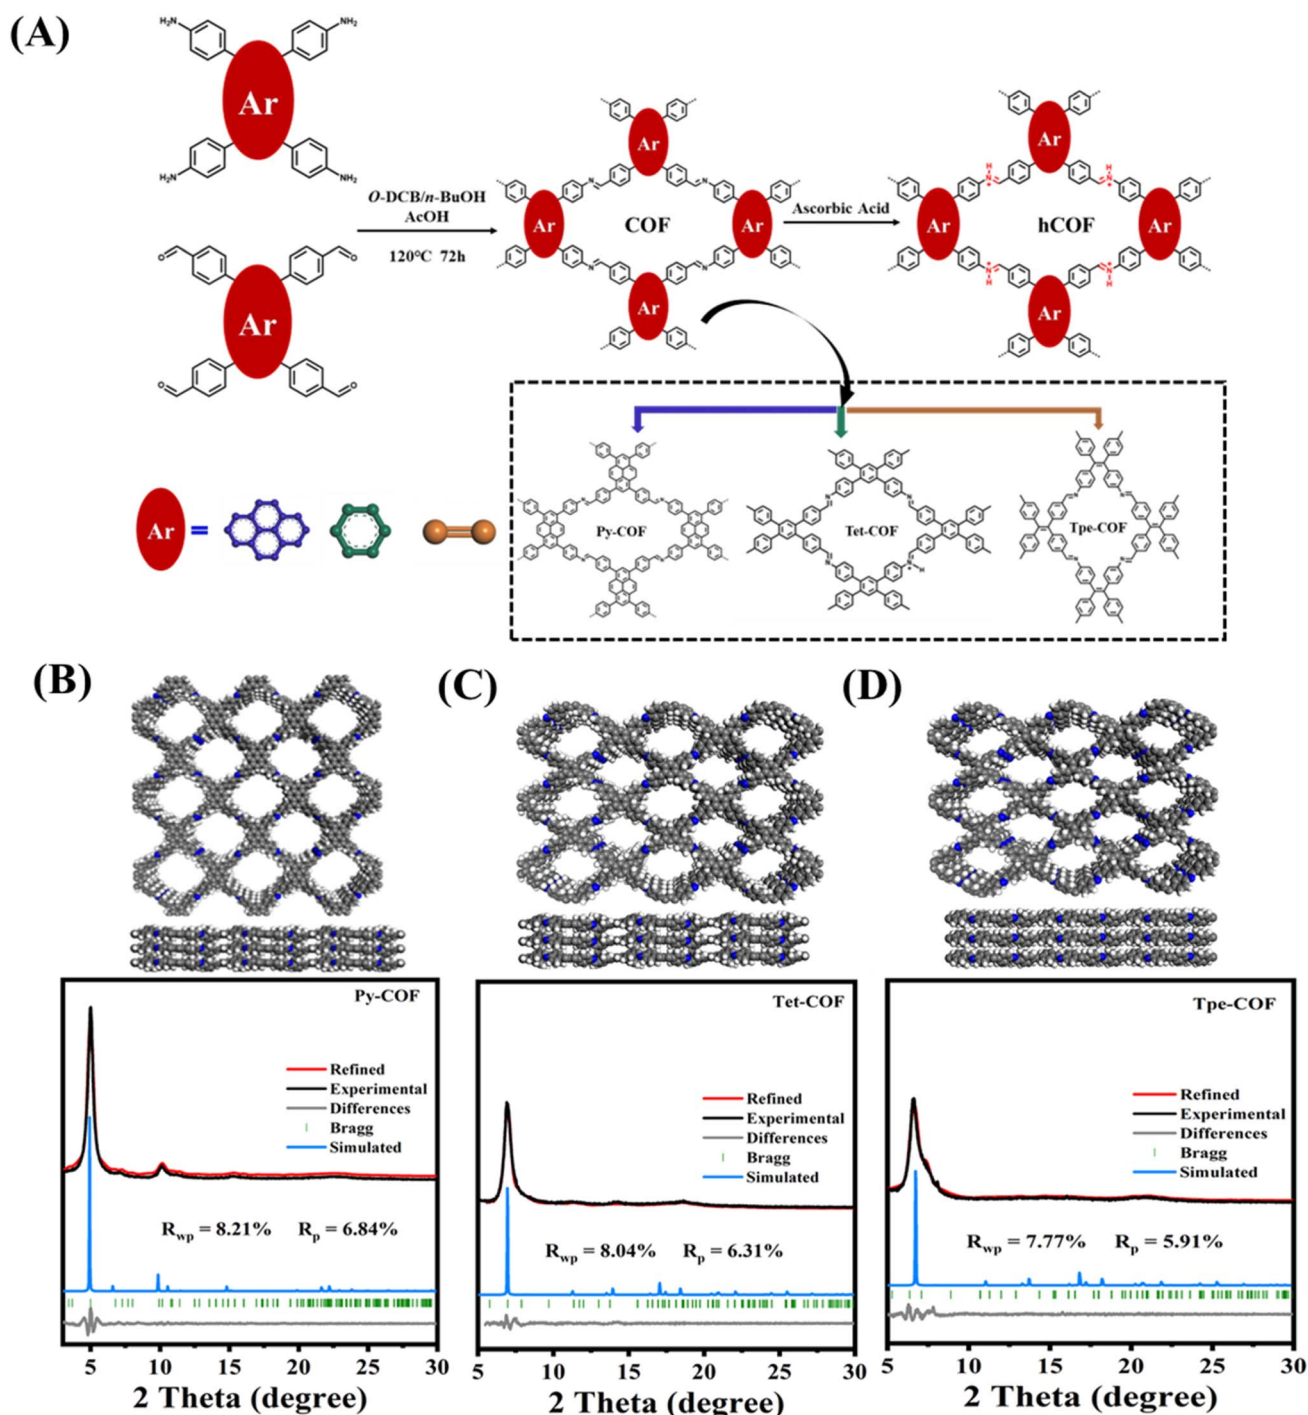 (A)
H₂N
NH₂
Ar
H₂N
NH₂
O
O
Ar
O
O
O-DCB/n-BuOH
AcOH
120°C 72h
Ar
N
N
Ar
COF
Ar
N
N
Ar
Ascorbic Acid
Ar
H
N
+
H
N
+
Ar
hCOF
Ar
+
N
H
+
N
H
Ar
Ar =
Py-COF
Tet-COF
N
+
H
Tpe-COF
(B)
(C)
(D)
Py-COF
Refined
Experimental
Differences
Bragg
Simulated
Rwp = 8.21% Rp = 6.84%
5 10 15 20 25 30
2 Theta (degree)
Tet-COF
Refined
Experimental
Differences
Bragg
Simulated
Rwp = 8.04% Rp = 6.31%
5 10 15 20 25 30
2 Theta (degree)
Tpe-COF
Refined
Experimental
Differences
Bragg
Simulated
Rwp = 7.77% Rp = 5.91%
5 10 15 20 25 30
2 Theta (degree)